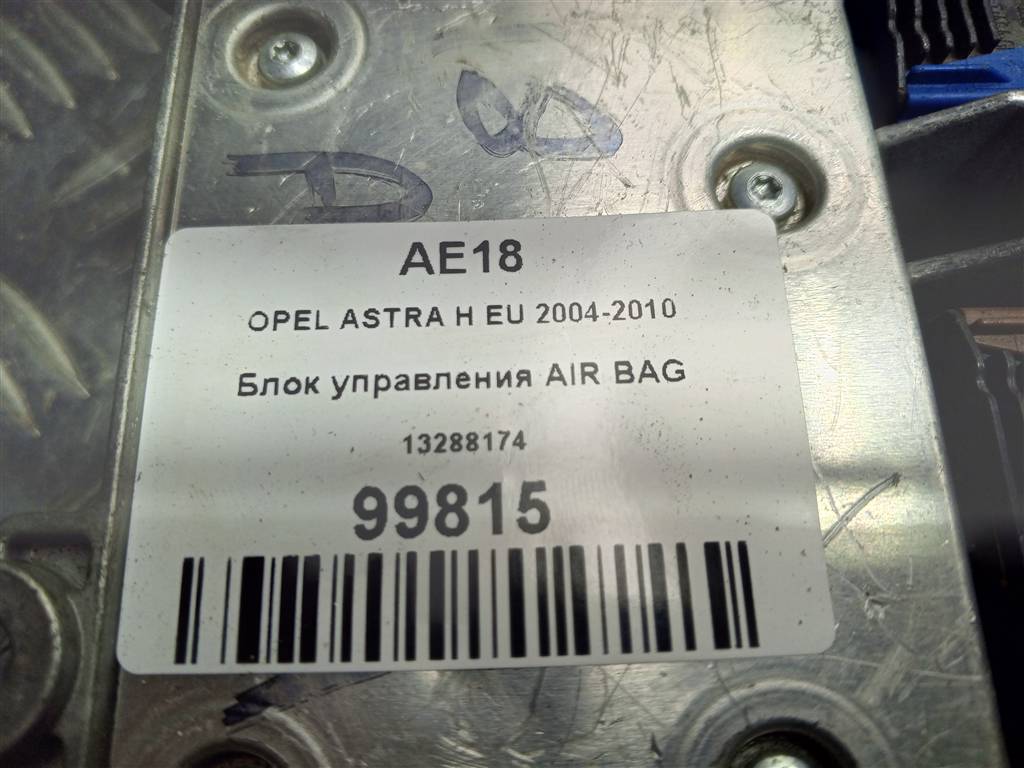 AE18
OPEL ASTRA H EU 2004-2010
Блок управления AIR BAG
13288174
99815